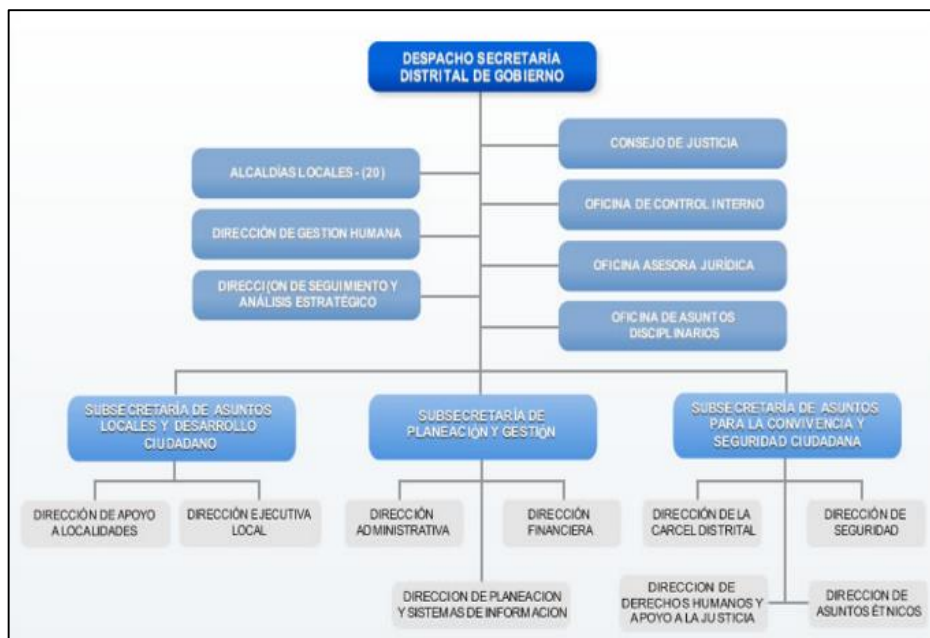 DESPACHO SECRETARÍA
DISTRITAL DE GOBIERNO
CONSEJO DE JUSTICIA
ALCALDÍAS LOCALES - (20)
OFICINA DE CONTROL INTERNO
DIRECCIÓN DE GESTION HUMANA
OFICINA ASESORA JURÍDICA
DIRECCI(ON DE SEGUIMIENTO Y
ANÁLISIS ESTRATÉGICO
OFICINA DE ASUNTOS
DISCIPLINARIOS
SUBSECRETARÍA DE ASUNTOS
LOCALES Y DESARROLLO
CIUDADANO
SUBSECRETARÍA DE
PLANEACIÓN Y GESTIÓN
SUBSECRETARÍA DE ASUNTOS
PARA LA CONVIVENCIA Y
SEGURIDAD CIUDADANA
DIRECCIÓN DE APOYO
A LOCALIDADES
DIRECCIÓN EJECUTIVA
LOCAL
DIRECCIÓN
ADMINISTRATIVA
DIRECCIÓN
FINANCIERA
DIRECCIÓN DE LA
CARCEL DISTRITAL
DIRECCIÓN DE
SEGURIDAD
DIRECCION DE PLANEACION
Y SISTEMAS DE INFORMACION
DIRECCION DE
DERECHOS HUMANOS Y
APOYO A LA JUSTICIA
DIRECCION DE
ASUNTOS ÉTNICOS